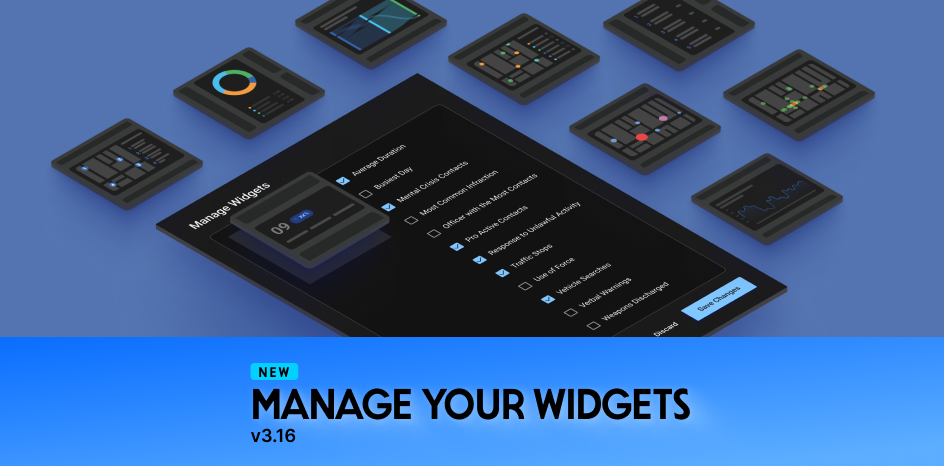 Manage Widgets
09
Average Duration
Busiest Day
Mental Crisis Contacts
Most Common Infraction
Officer with the Most Contacts
Pro Active Contacts
Response to Unlawful Activity
Traffic Stops
Use of Force
Vehicle Searches
Verbal Warnings
Weapons Discharged
Discard
Save Changes
NEW
MANAGE YOUR WIDGETS
v3.16